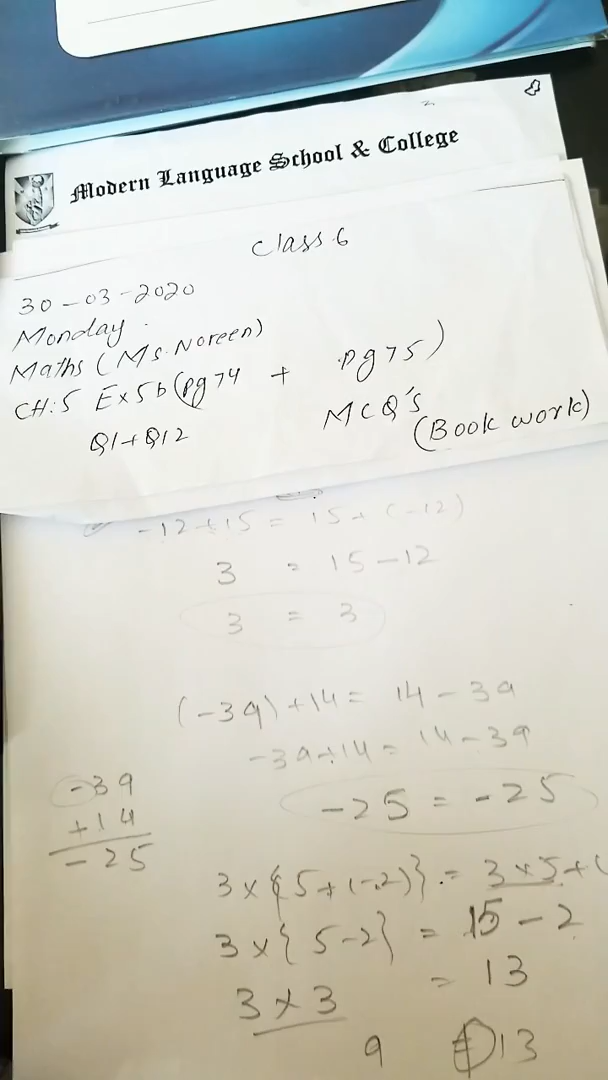 Modern Language School & College
Class 6
30-03-2020
Monday.
Maths (Ms. Noreen)
CH:5 Ex 5b (pg 74 + pg 75)
Q1+Q12 MCQ's (Book work)
-12+15 = 15+(-12)
3 = 15-12
3 = 3
(-39)+14 = 14-39
-39+14 = 14-39
-39
+14
-25
-25 = -25
3×{5+(-2)} = 3×5+(
3×{5-2} = 15-2
3×3 = 13
9 13